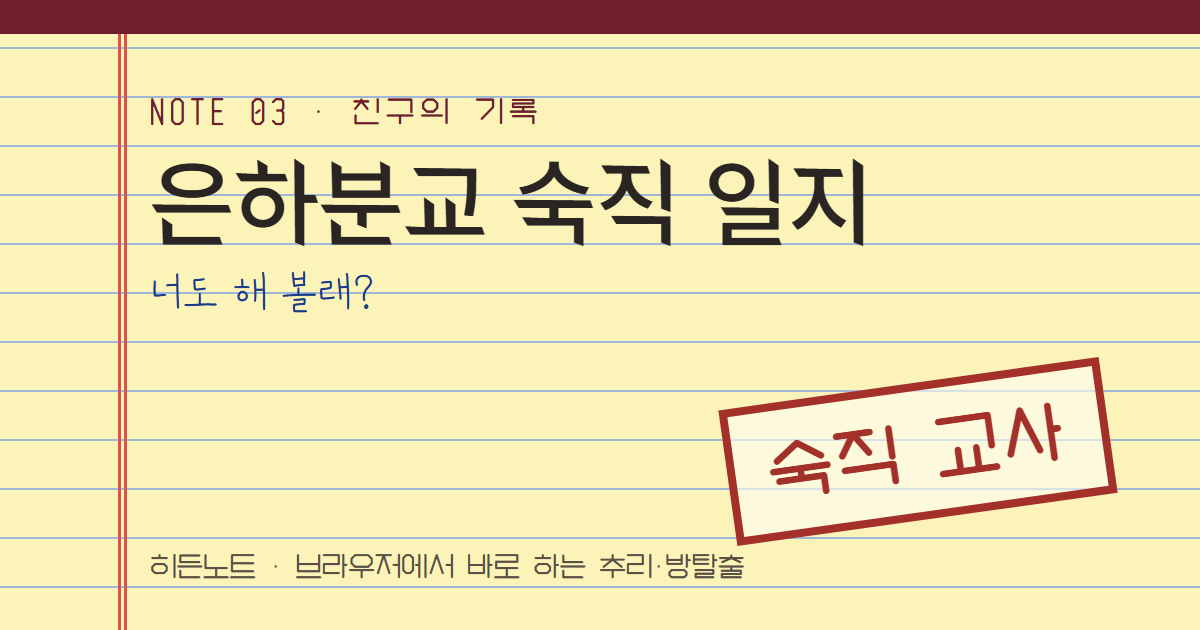 NOTE 03 · 친구의 기록
은하분교 숙직 일지
너도 해 볼래?
숙직 교사
히든노트 · 브라우저에서 바로 하는 추리·방탈출